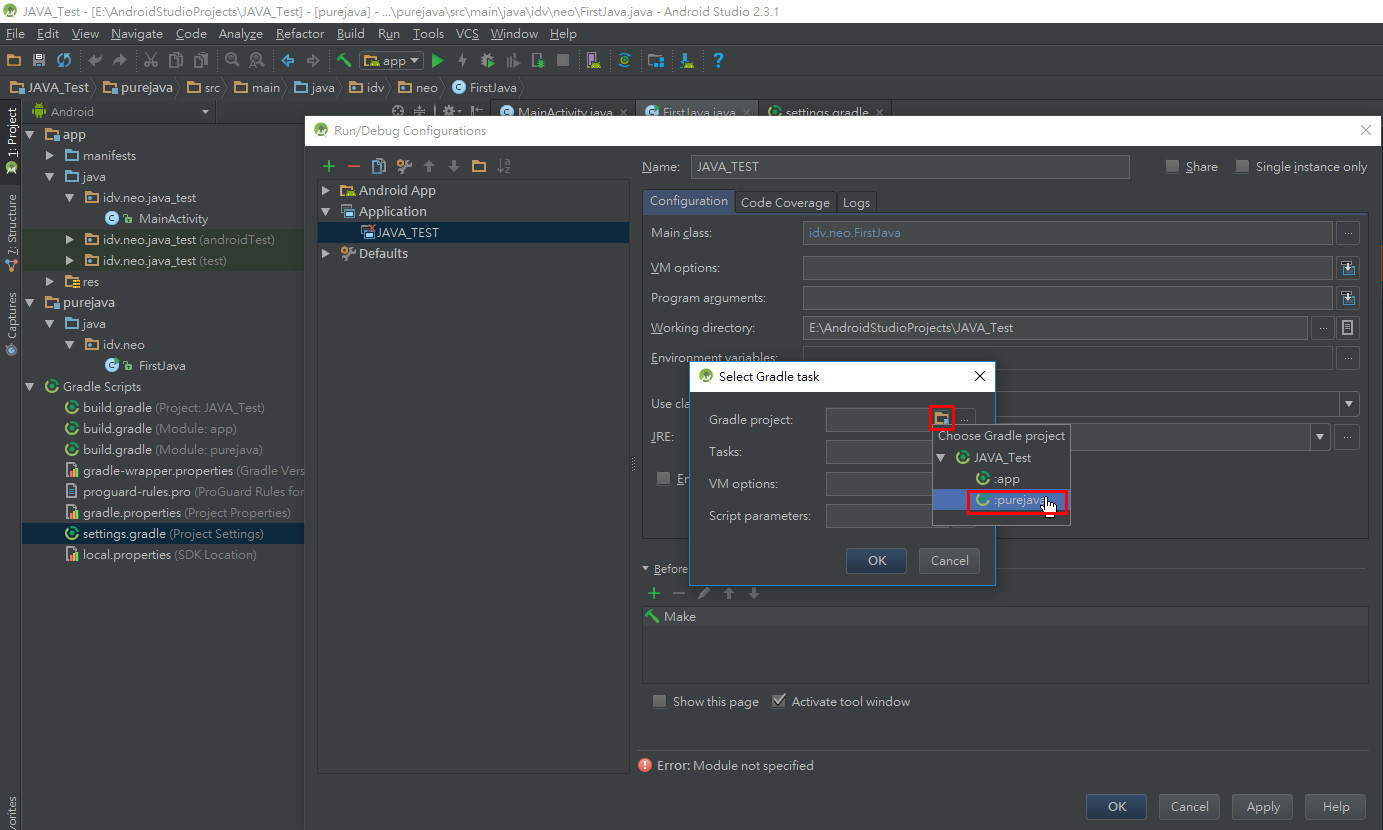 JAVA_Test - [E:\AndroidStudioProjects\JAVA_Test] - [purejava] - ...\purejava\src\main\java\idv\neo\FirstJava.java - Android Studio 2.3.1
File Edit View Navigate Code Analyze Refactor Build Run Tools VCS Window Help
app
JAVA_Test purejava src main java idv neo FirstJava
1: Project
Z: Structure
Captures
Android
MainActivity.java FirstJava.java settings.gradle
app
manifests
java
idv.neo.java_test
MainActivity
idv.neo.java_test (androidTest)
idv.neo.java_test (test)
res
purejava
java
idv.neo
FirstJava
Gradle Scripts
build.gradle (Project: JAVA_Test)
build.gradle (Module: app)
build.gradle (Module: purejava)
gradle-wrapper.properties (Gradle Vers
proguard-rules.pro (ProGuard Rules for
gradle.properties (Project Properties)
settings.gradle (Project Settings)
local.properties (SDK Location)
Run/Debug Configurations
Android App
Application
JAVA_TEST
Defaults
Name: JAVA_TEST
Share Single instance only
Configuration Code Coverage Logs
Main class: idv.neo.FirstJava ...
VM options:
Program arguments:
Working directory: E:\AndroidStudioProjects\JAVA_Test ...
Environment variables: ...
Use cla
JRE: ...
En
Select Gradle task
Gradle project: ...
Tasks:
VM options:
Script parameters:
OK Cancel
Choose Gradle project
JAVA_Test
:app
:purejava
Before
Make
Show this page Activate tool window
Error: Module not specified
OK Cancel Apply Help